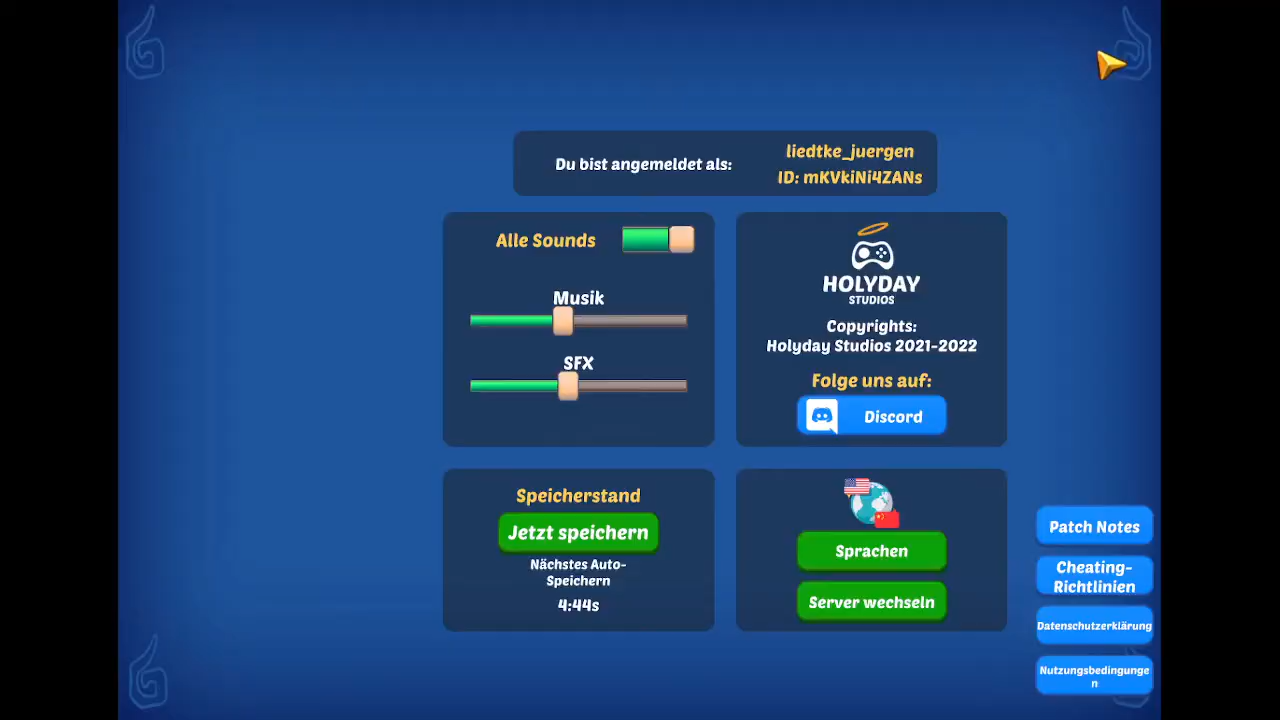 Du bist angemeldet als:
liedtke_juergen
ID: mKVkiNi4ZANs
Alle Sounds
Musik
SFX
HOLYDAY
STUDIOS
Copyrights:
Holyday Studios 2021-2022
Folge uns auf:
Discord
Speicherstand
Jetzt speichern
Nächstes Auto-
Speichern
4:44s
Sprachen
Server wechseln
Patch Notes
Cheating-
Richtlinien
Datenschutzerklärung
Nutzungsbedingunge
n